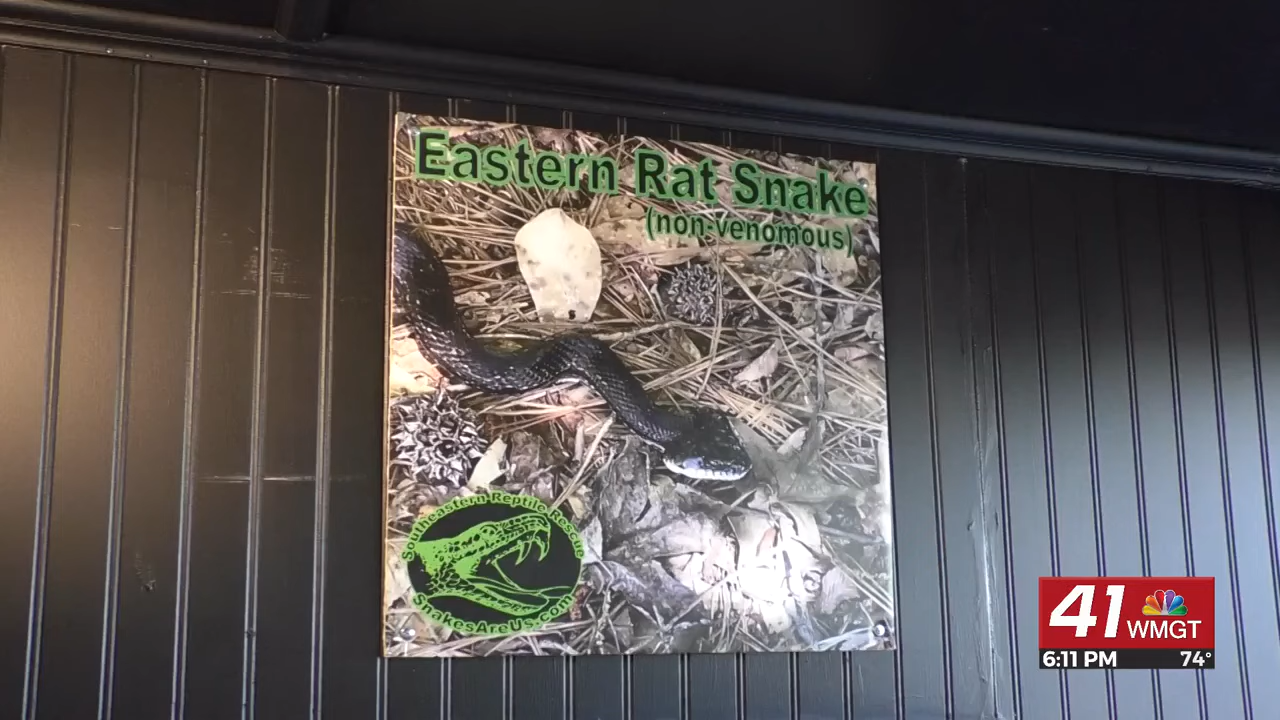 Eastern Rat Snake
(non-venomous)
Southeastern Reptile Rescue
SnakesAreUs.com
41
WMGT
6:11 PM 74°